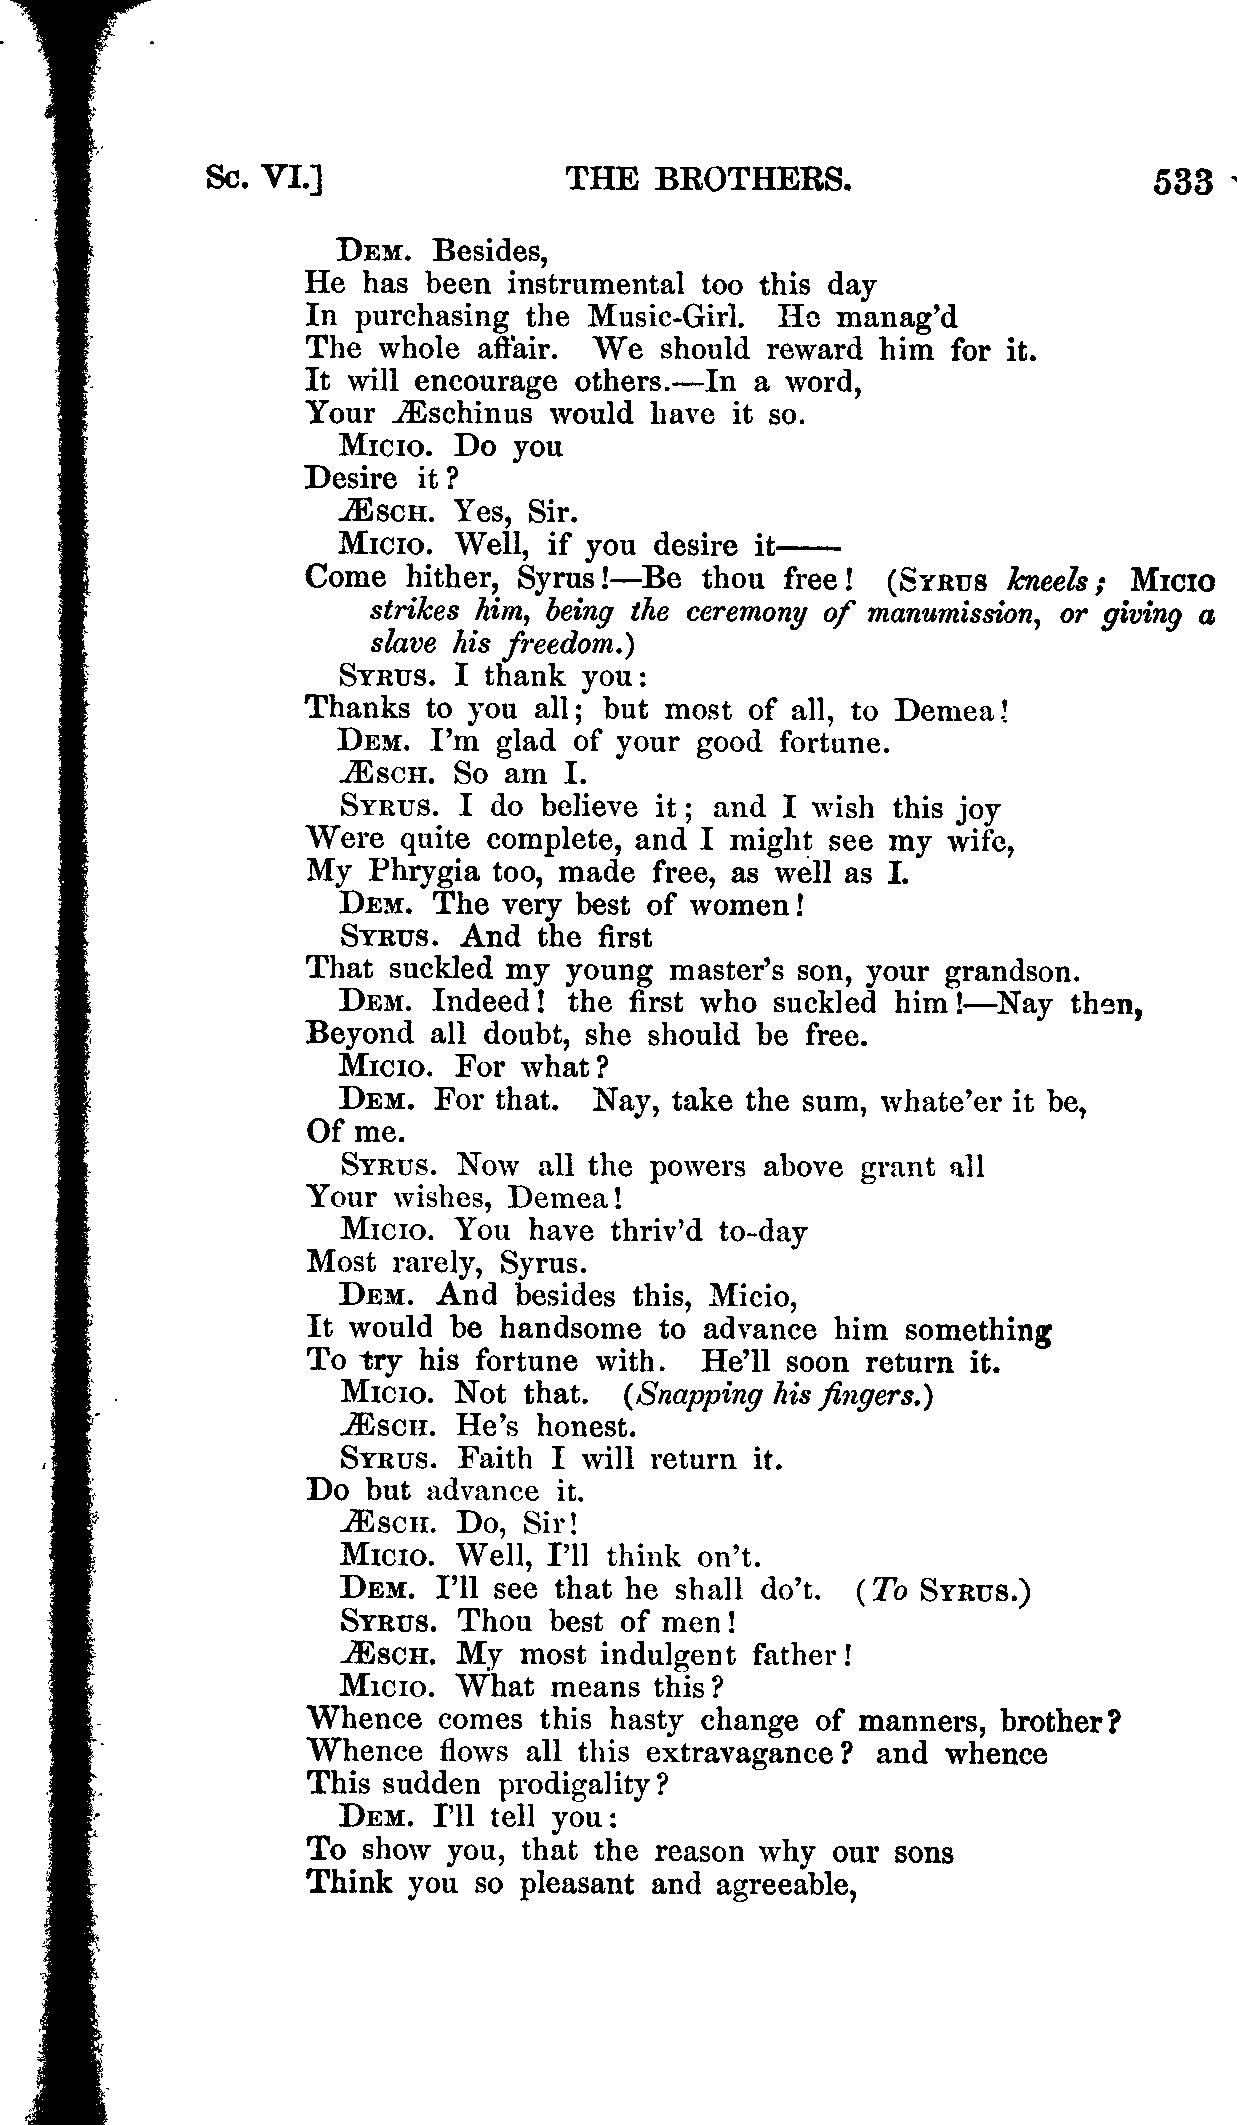 Sc. VI.] THE BROTHERS. 533
DEM. Besides,
He has been instrumental too this day
In purchasing the Music-Girl. He manag'd
The whole affair. We should reward him for it.
It will encourage others.—In a word,
Your Æschinus would have it so.
MICIO. Do you
Desire it?
ÆSCH. Yes, Sir.
MICIO. Well, if you desire it——
Come hither, Syrus!—Be thou free! (SYRUS kneels; MICIO
strikes him, being the ceremony of manumission, or giving a
slave his freedom.)
SYRUS. I thank you:
Thanks to you all; but most of all, to Demea!
DEM. I'm glad of your good fortune.
ÆSCH. So am I.
SYRUS. I do believe it; and I wish this joy
Were quite complete, and I might see my wife,
My Phrygia too, made free, as well as I.
DEM. The very best of women!
SYRUS. And the first
That suckled my young master's son, your grandson.
DEM. Indeed! the first who suckled him!—Nay then,
Beyond all doubt, she should be free.
MICIO. For what?
DEM. For that. Nay, take the sum, whate'er it be,
Of me.
SYRUS. Now all the powers above grant all
Your wishes, Demea!
MICIO. You have thriv'd to-day
Most rarely, Syrus.
DEM. And besides this, Micio,
It would be handsome to advance him something
To try his fortune with. He'll soon return it.
MICIO. Not that. (Snapping his fingers.)
ÆSCH. He's honest.
SYRUS. Faith I will return it.
Do but advance it.
ÆSCH. Do, Sir!
MICIO. Well, I'll think on't.
DEM. I'll see that he shall do't. (To SYRUS.)
SYRUS. Thou best of men!
ÆSCH. My most indulgent father!
MICIO. What means this?
Whence comes this hasty change of manners, brother?
Whence flows all this extravagance? and whence
This sudden prodigality?
DEM. I'll tell you:
To show you, that the reason why our sons
Think you so pleasant and agreeable,